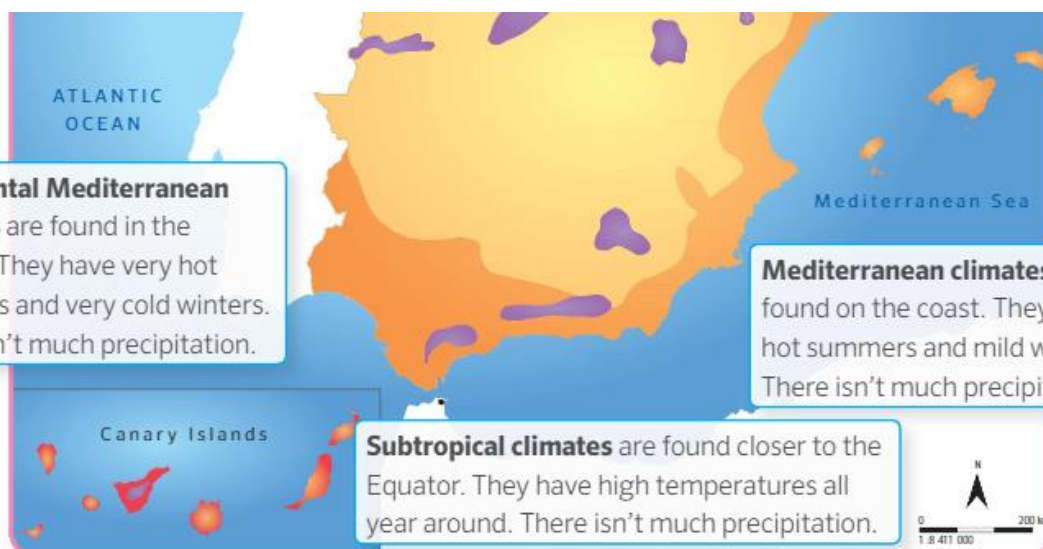 ATLANTIC
OCEAN
ntal Mediterranean
are found in the
They have very hot
s and very cold winters.
n't much precipitation.
Mediterranean Sea
Mediterranean climates
found on the coast. They
hot summers and mild w
There isn't much precipi
Canary Islands
Subtropical climates are found closer to the
Equator. They have high temperatures all
year around. There isn't much precipitation.
N
0 200 k
1 :8 411 000